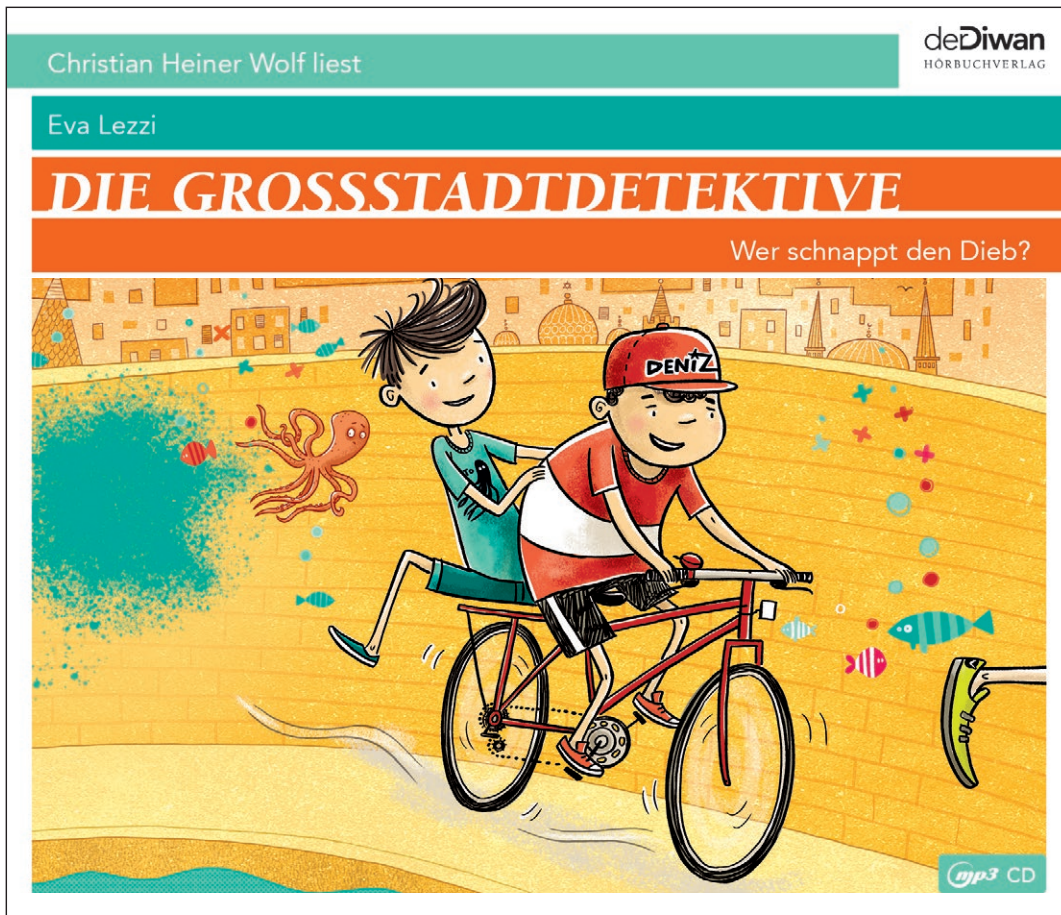 deDiwan
HÖRBUCHVERLAG
Christian Heiner Wolf liest
Eva Lezzi
DIE GROSSSTADTDETEKTIVE
Wer schnappt den Dieb?
DENiZ
mp3 CD